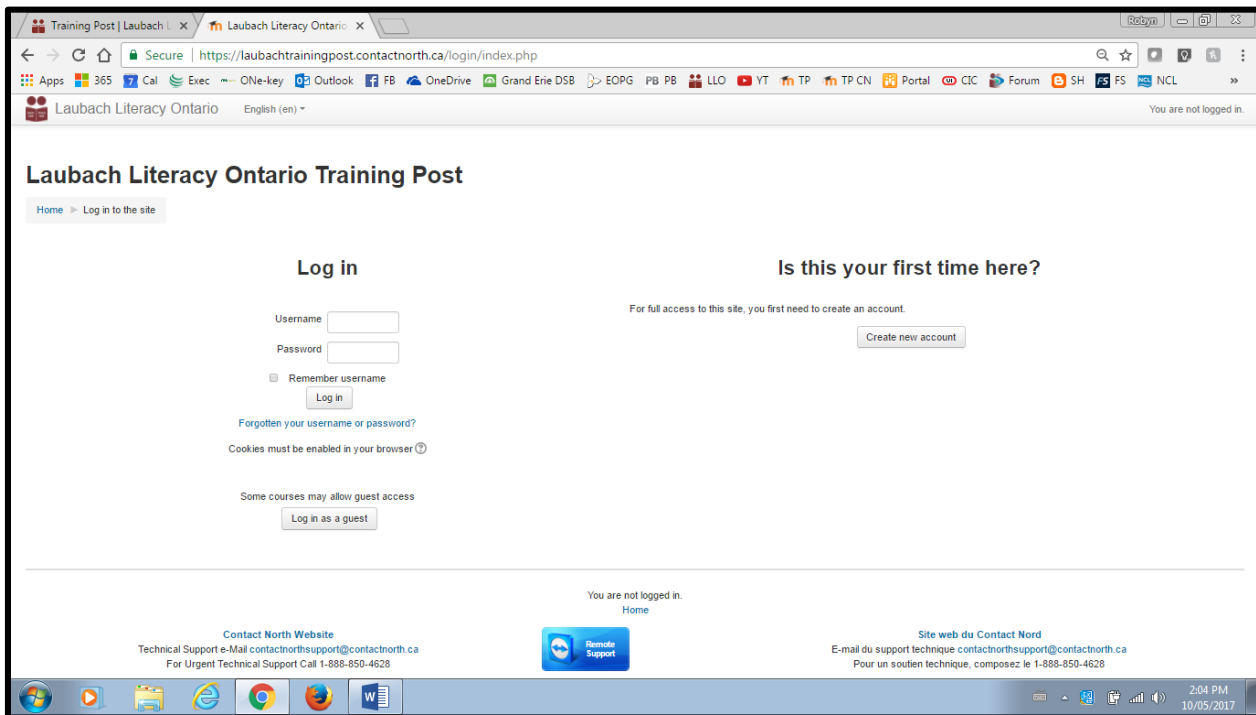 Training Post | Laubach L
Laubach Literacy Ontario
Robyn
Secure | https://laubachtrainingpost.contactnorth.ca/login/index.php
Apps 365 7 Cal Exec ONe-key Outlook FB OneDrive Grand Erie DSB EOPG PB PB LLO YT TP TP CN Portal CIC Forum SH FS FS NCL NCL »
Laubach Literacy Ontario English (en) You are not logged in.
Laubach Literacy Ontario Training Post
Home Log in to the site
Log in
Username
Password
Remember username
Log in
Forgotten your username or password?
Cookies must be enabled in your browser
Some courses may allow guest access
Log in as a guest
Is this your first time here?
For full access to this site, you first need to create an account.
Create new account
You are not logged in.
Home
Contact North Website
Technical Support e-Mail contactnorthsupport@contactnorth.ca
For Urgent Technical Support Call 1-888-850-4628
Remote
Support
Site web du Contact Nord
E-mail du support technique contactnorthsupport@contactnorth.ca
Pour un soutien technique, composez le 1-888-850-4628
2:04 PM
10/05/2017